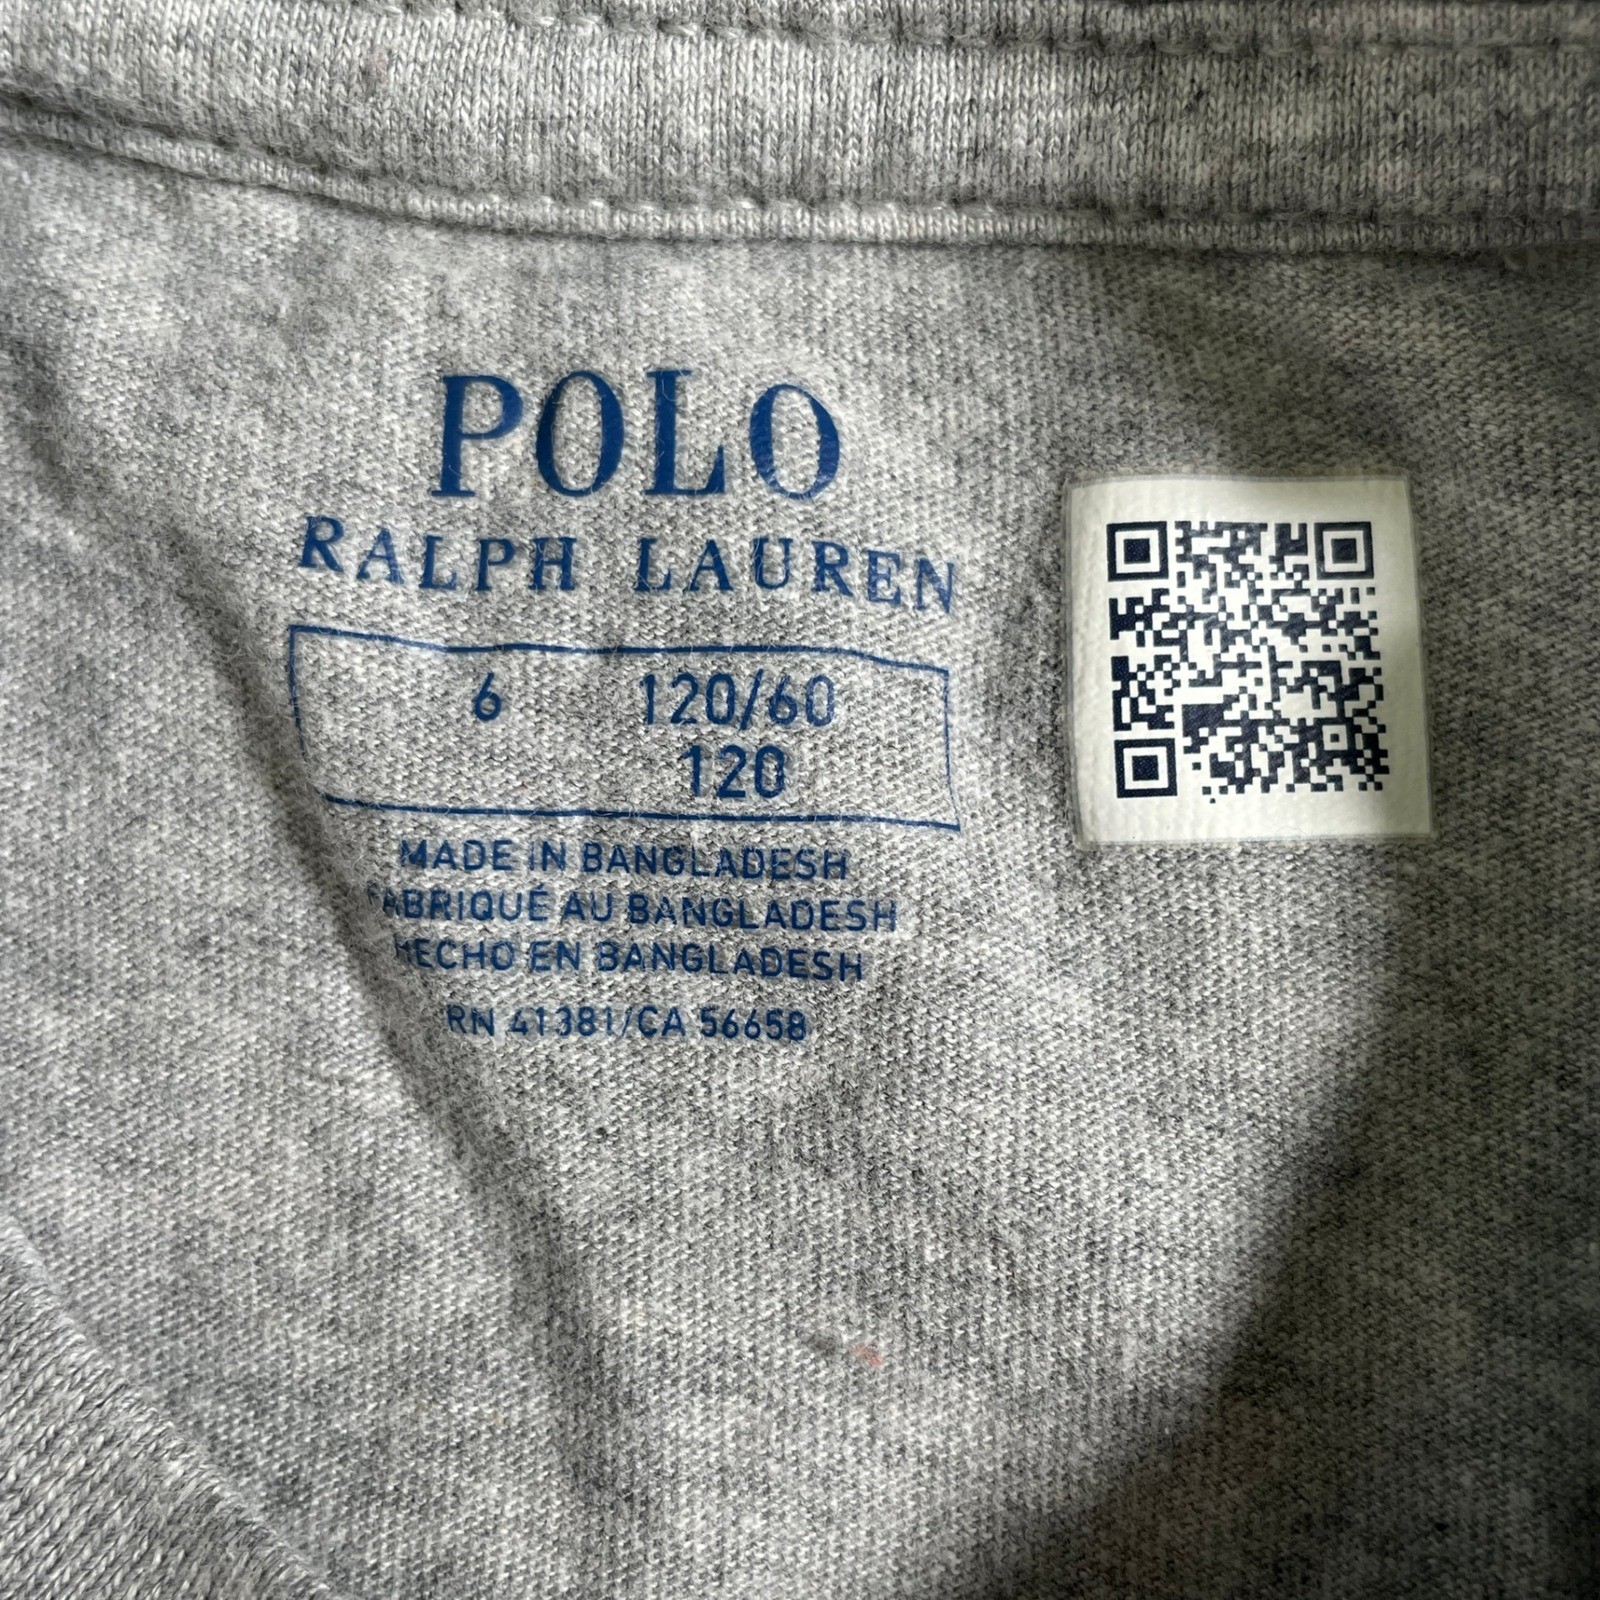 POLO
RALPH LAUREN
6 120/60
120
MADE IN BANGLADESH
FABRIQUÉ AU BANGLADESH
HECHO EN BANGLADESH
RN 41381/CA 56658